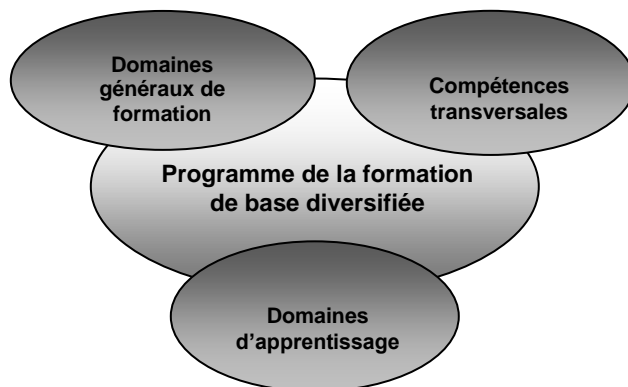 Domaines
généraux de
formation
Compétences
transversales
Programme de la formation
de base diversifiée
Domaines
d'apprentissage